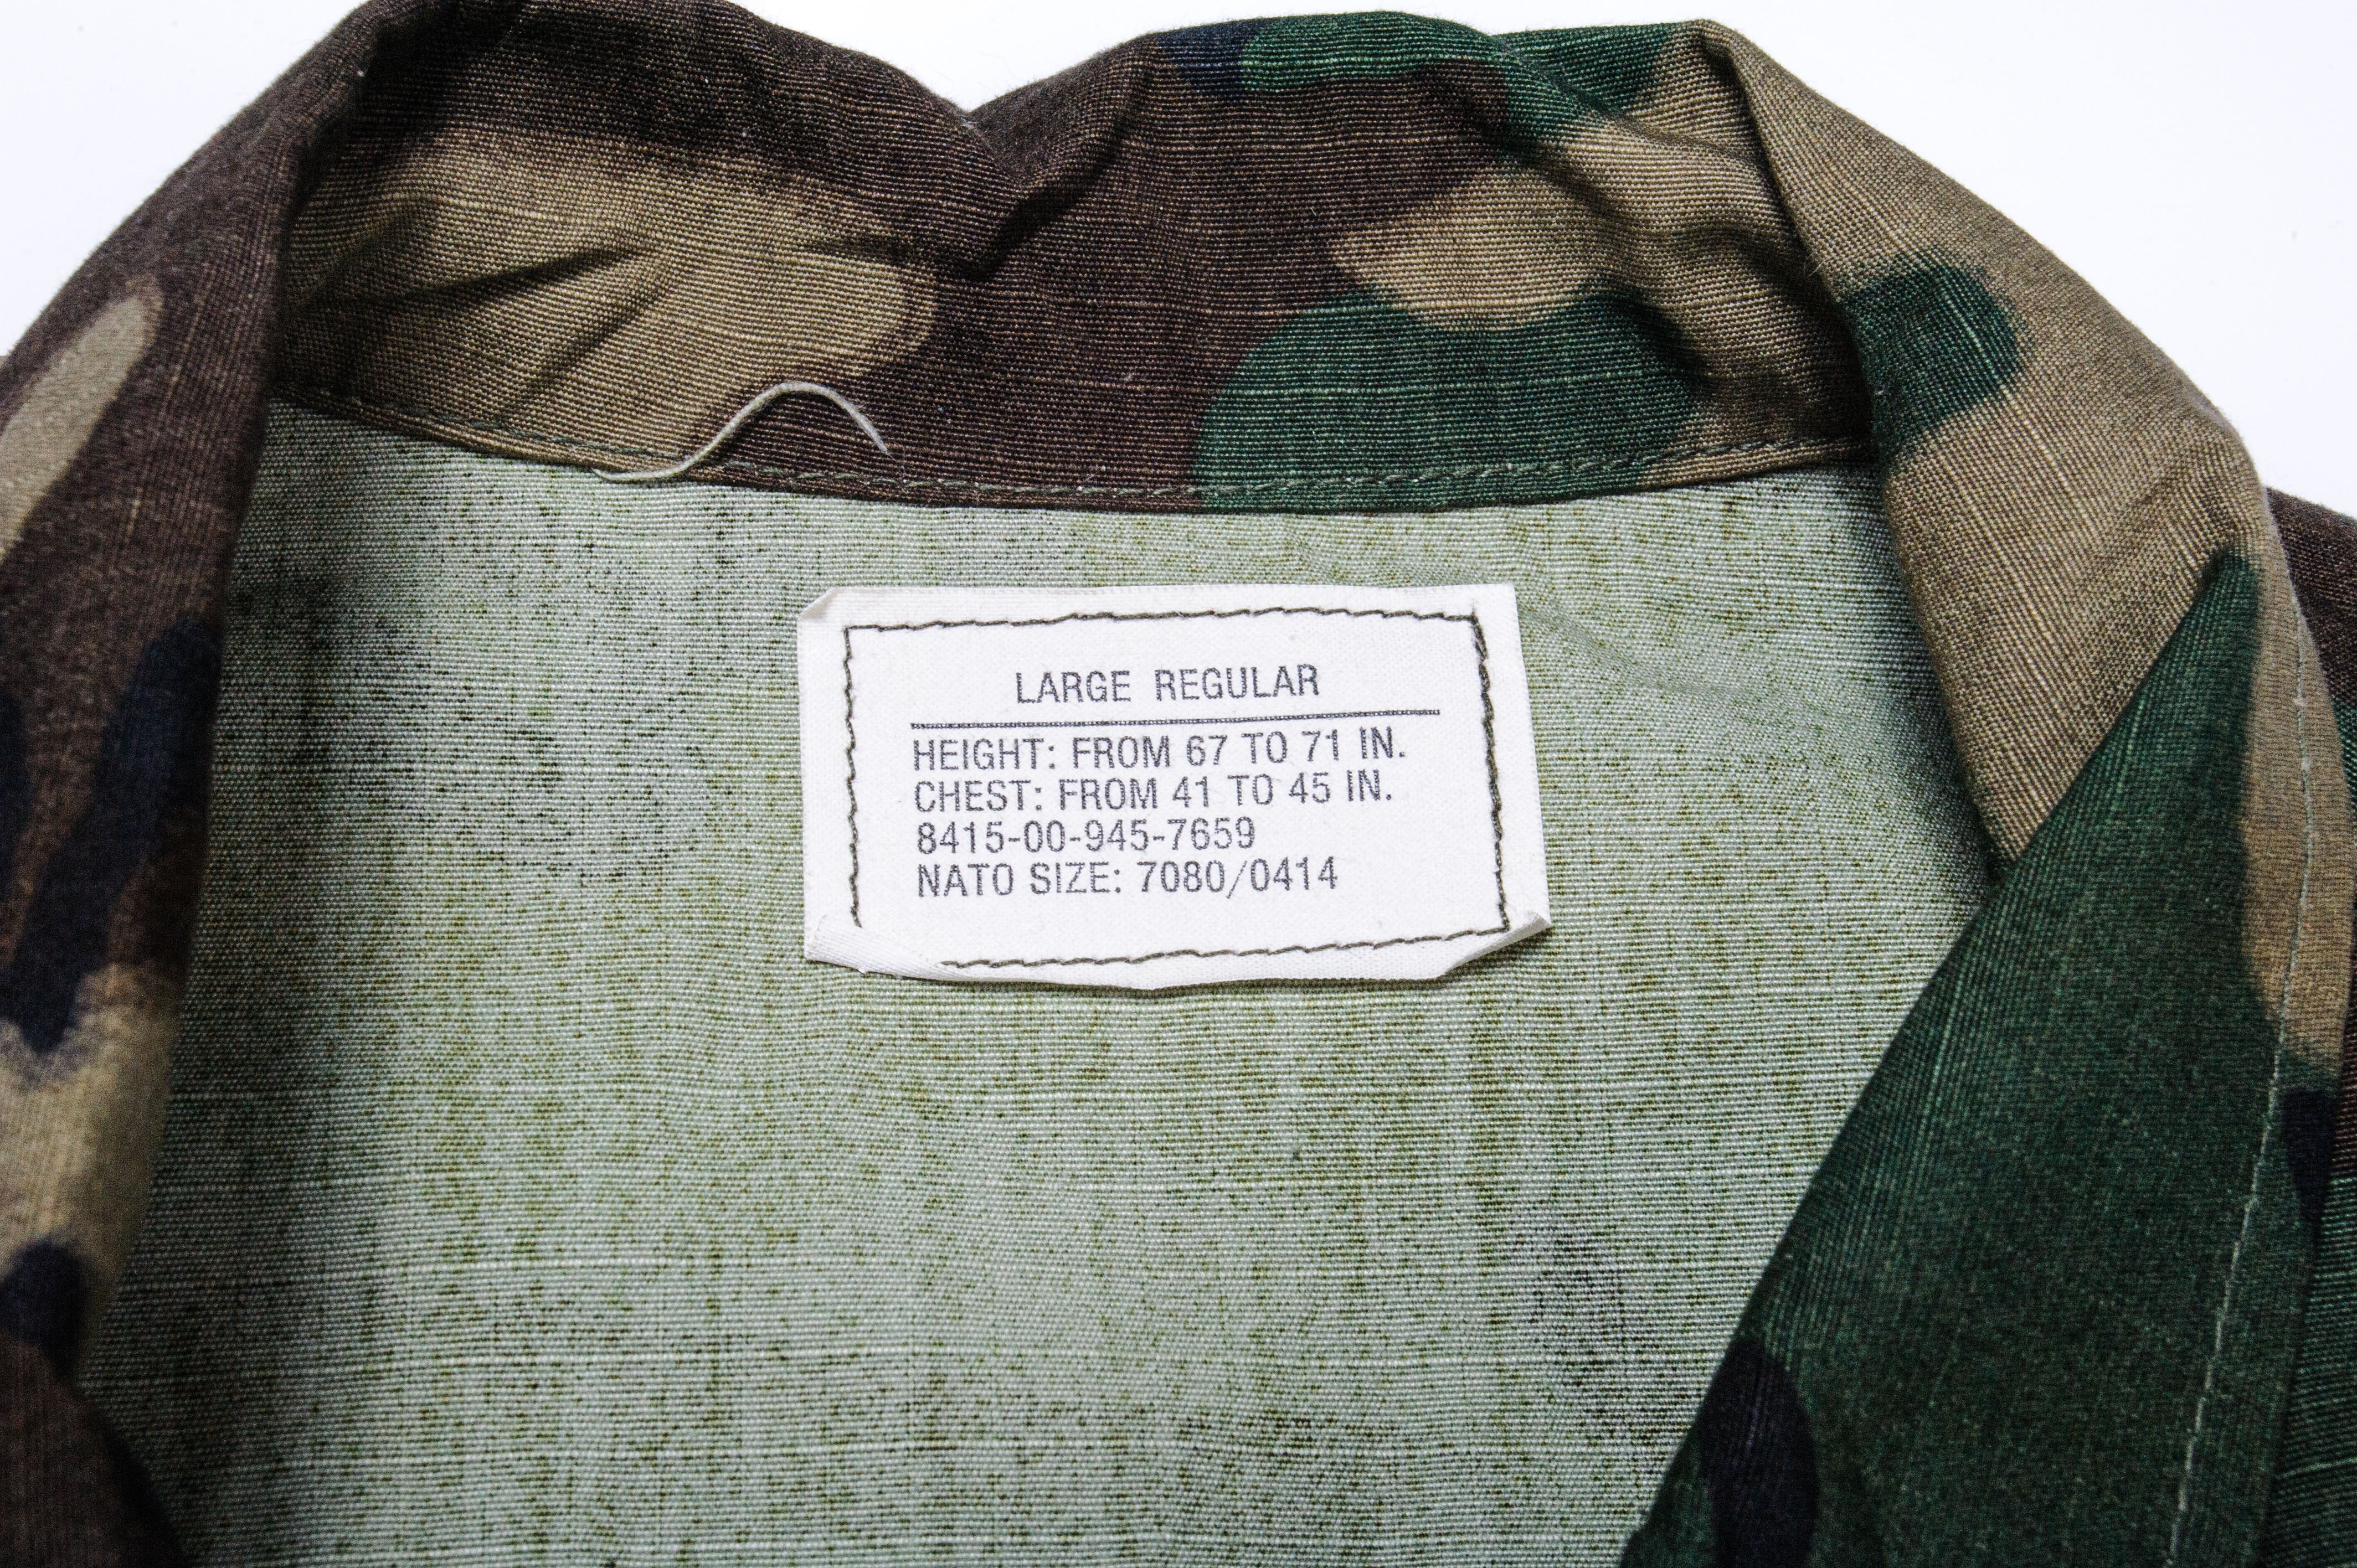 LARGE REGULAR
HEIGHT: FROM 67 TO 71 IN.
CHEST: FROM 41 TO 45 IN.
8415-00-945-7659
NATO SIZE: 7080/0414